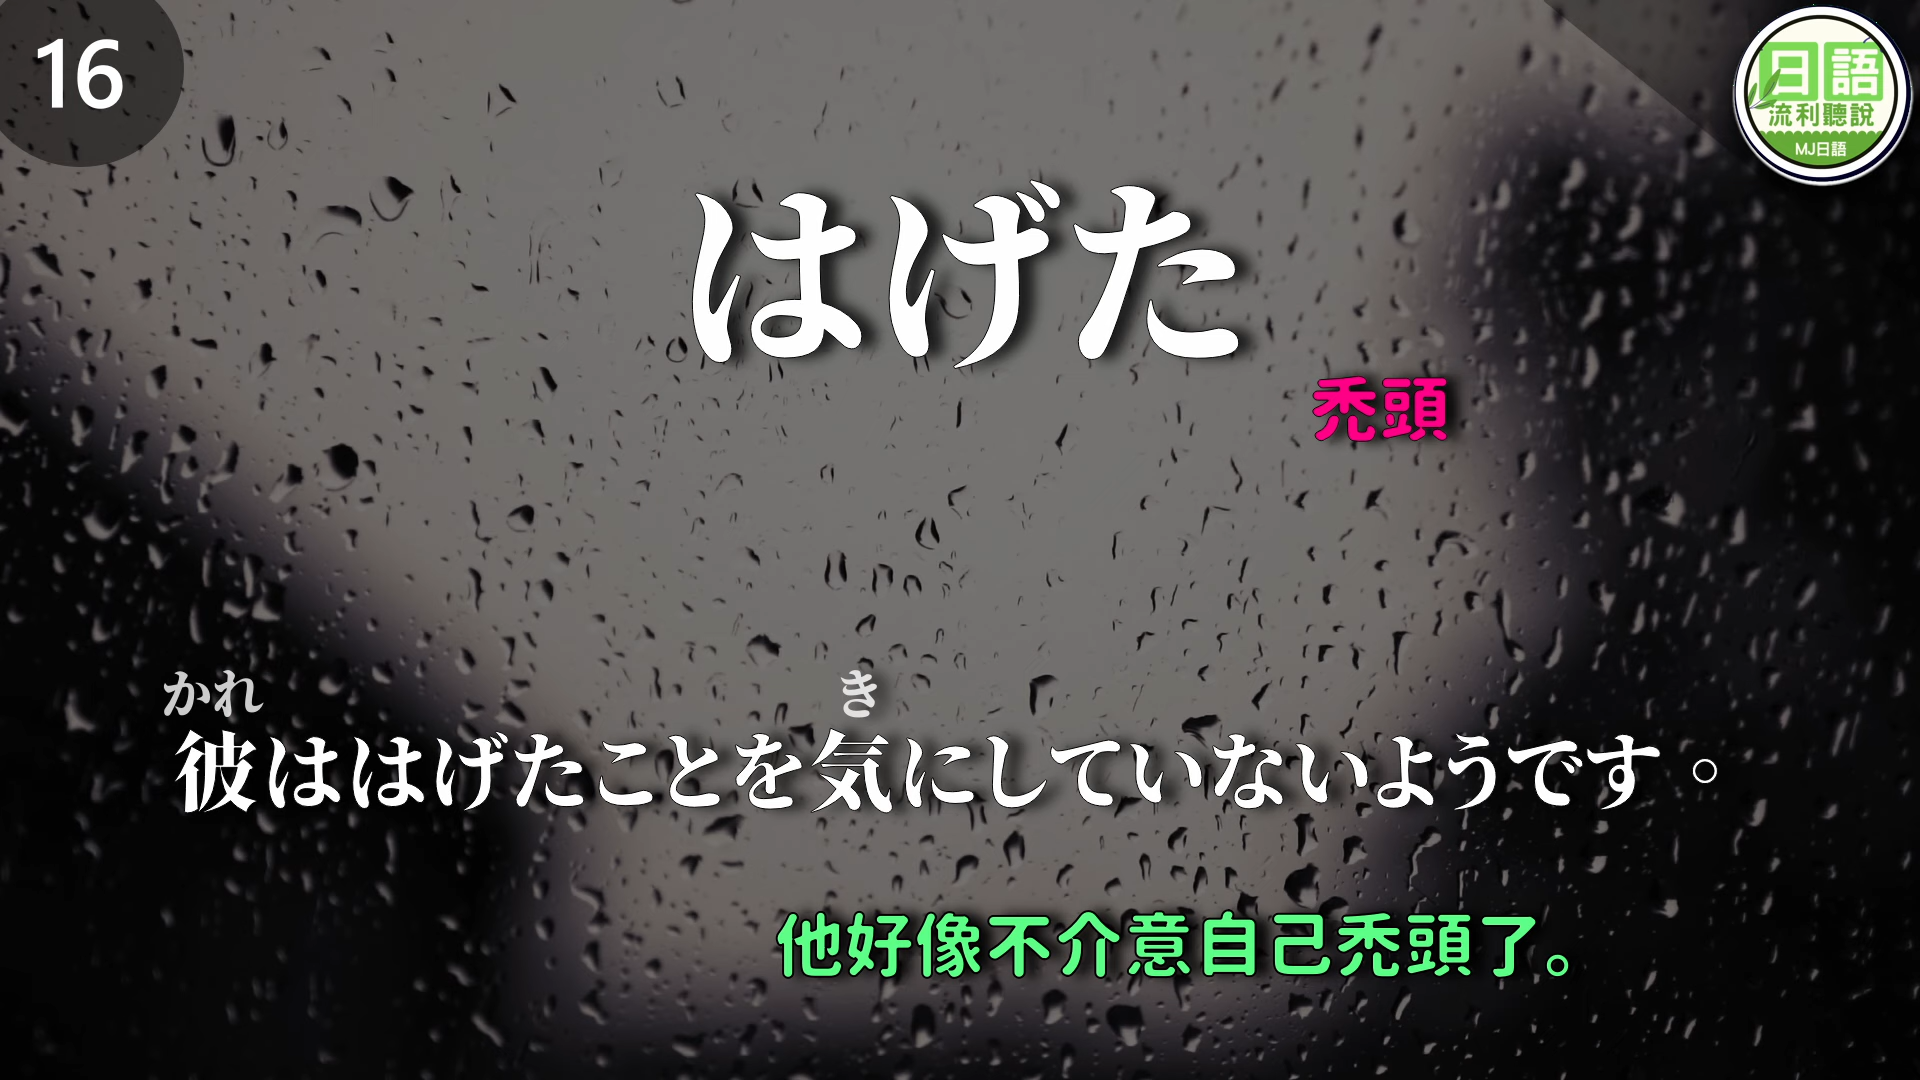 16
日語
流利聽說
MJ日語
はげた
禿頭
かれ き
彼ははげたことを気にしていないようです。
他好像不介意自己禿頭了。